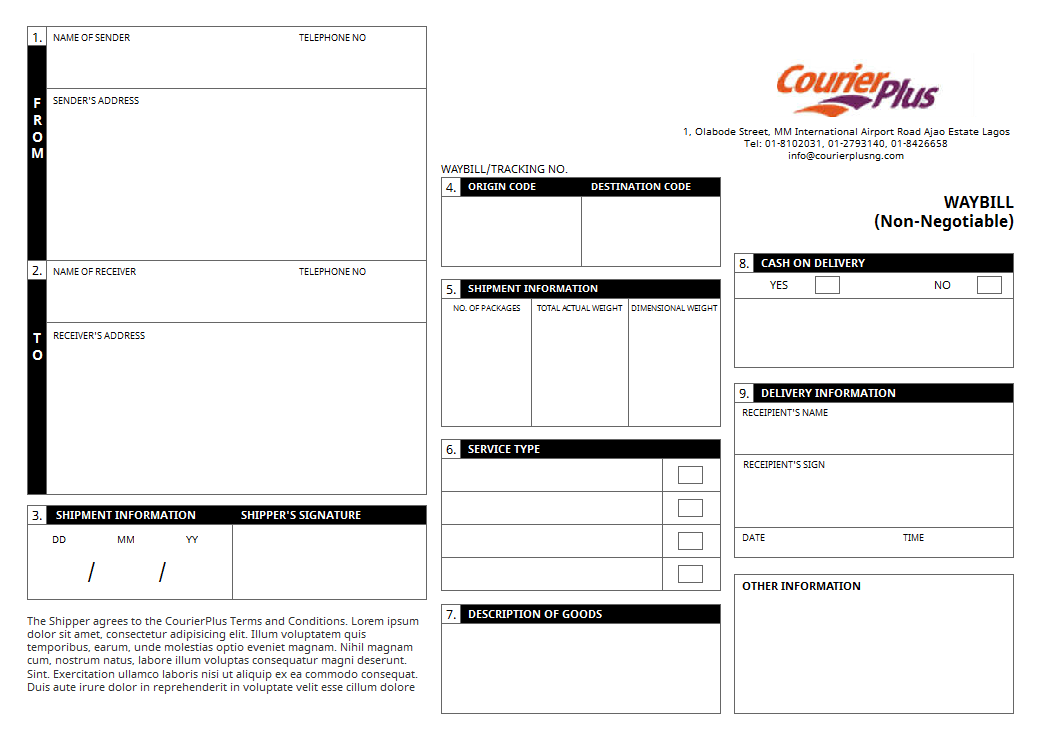 1. NAME OF SENDER TELEPHONE NO
FROM
SENDER'S ADDRESS
2. NAME OF RECEIVER TELEPHONE NO
TO
RECEIVER'S ADDRESS
3. SHIPMENT INFORMATION SHIPPER'S SIGNATURE
DD MM YY
/ /
The Shipper agrees to the CourierPlus Terms and Conditions. Lorem ipsum
dolor sit amet, consectetur adipisicing elit. Illum voluptatem quis
temporibus, earum, unde molestias optio eveniet magnam. Nihil magnam
cum, nostrum natus, labore illum voluptas consequatur magni deserunt.
Sint. Exercitation ullamco laboris nisi ut aliquip ex ea commodo consequat.
Duis aute irure dolor in reprehenderit in voluptate velit esse cillum dolore
WAYBILL/TRACKING NO.
4. ORIGIN CODE DESTINATION CODE
5. SHIPMENT INFORMATION
NO. OF PACKAGES TOTAL ACTUAL WEIGHT DIMENSIONAL WEIGHT
6. SERVICE TYPE
7. DESCRIPTION OF GOODS
CourierPlus
1, Olabode Street, MM International Airport Road Ajao Estate Lagos
Tel: 01-8102031, 01-2793140, 01-8426658
info@courierplusng.com
WAYBILL
(Non-Negotiable)
8. CASH ON DELIVERY
YES NO
9. DELIVERY INFORMATION
RECEIPIENT'S NAME
RECEIPIENT'S SIGN
DATE TIME
OTHER INFORMATION